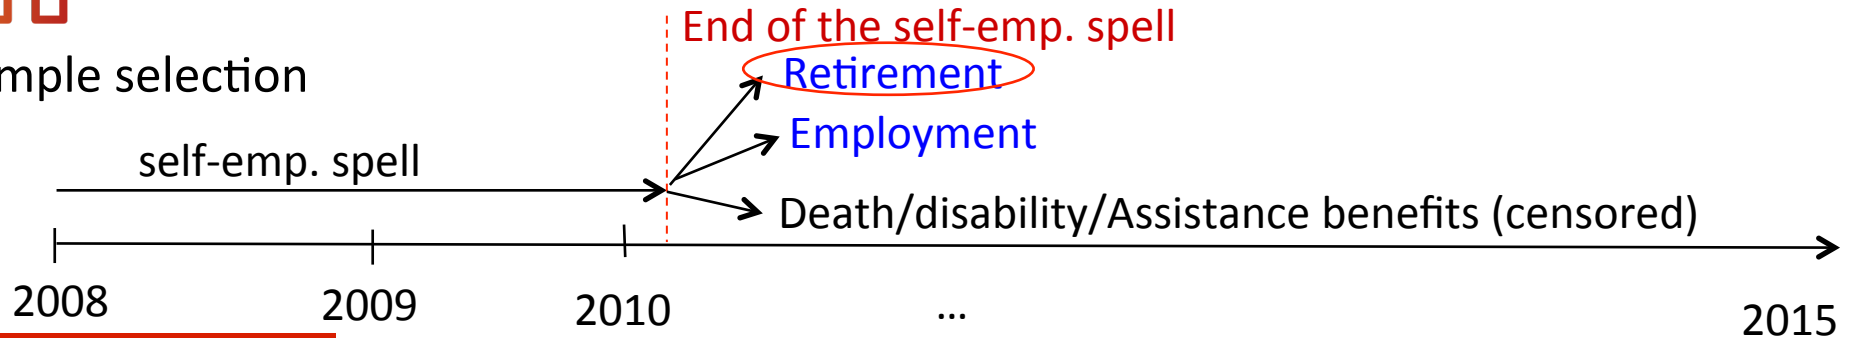 End of the self-emp. spell
mple selection
Retirement
Employment
self-emp. spell
Death/disability/Assistance benefits (censored)
2008 2009 2010 ... 2015